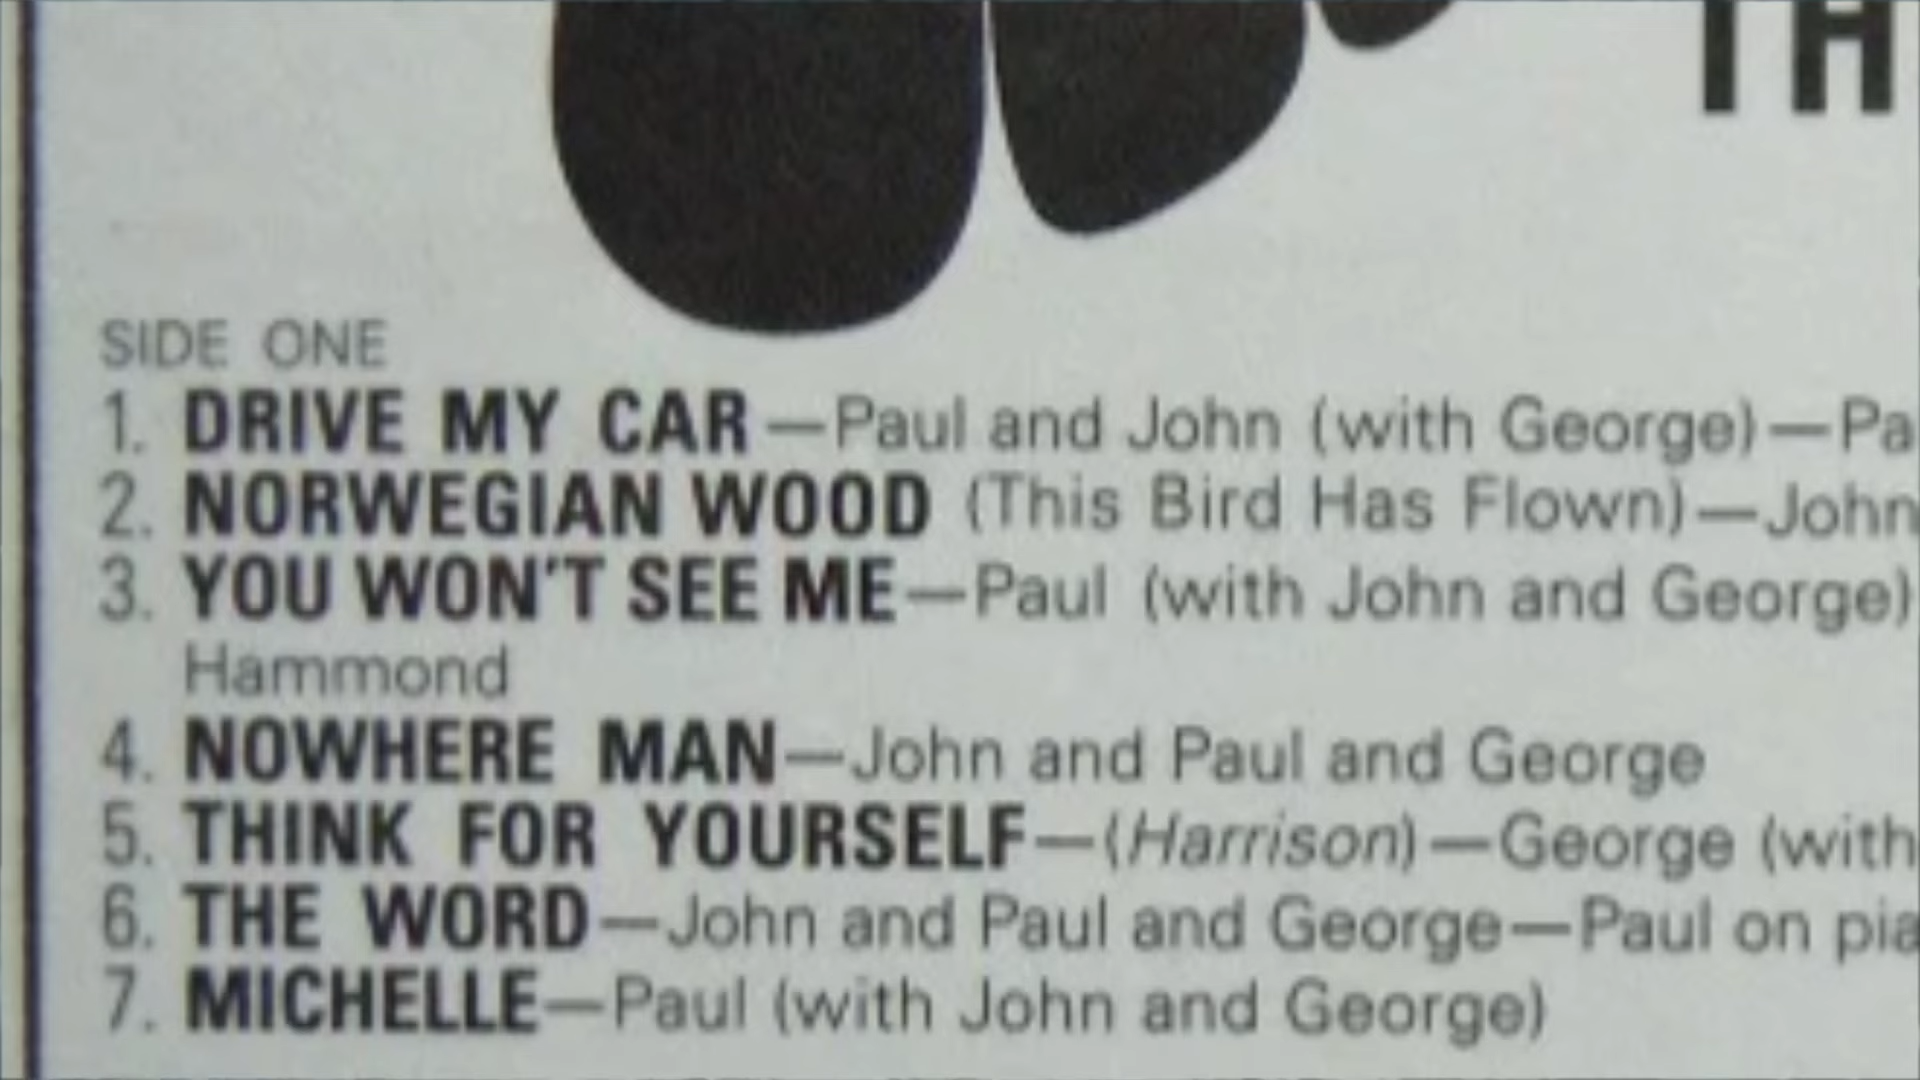 TH
SIDE ONE
1. DRIVE MY CAR—Paul and John (with George)—Pa
2. NORWEGIAN WOOD (This Bird Has Flown)—John
3. YOU WON'T SEE ME—Paul (with John and George)
Hammond
4. NOWHERE MAN—John and Paul and George
5. THINK FOR YOURSELF—(Harrison)—George (with
6. THE WORD—John and Paul and George—Paul on pia
7. MICHELLE—Paul (with John and George)